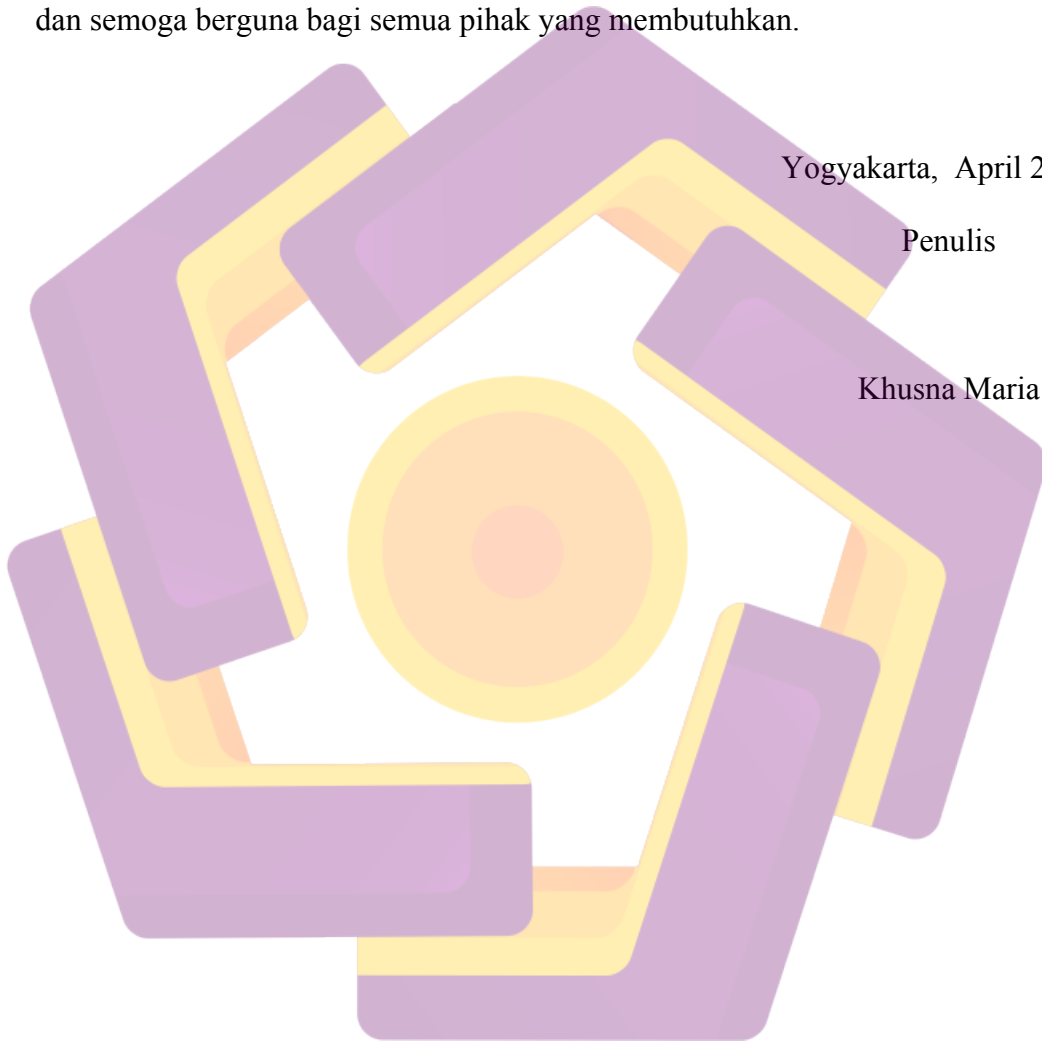 dan semoga berguna bagi semua pihak yang membutuhkan.
Yogyakarta, April 2
Penulis
Khusna Maria